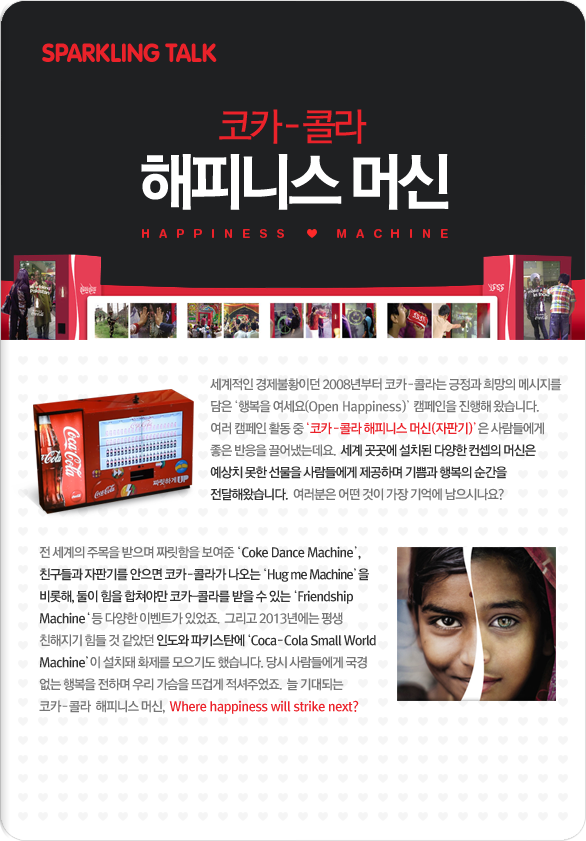 SPARKLING TALK
코카-콜라
해피니스 머신
HAPPINESS ♥ MACHINE
세계적인 경제불황이던 2008년부터 코카-콜라는 긍정과 희망의 메시지를
담은 '행복을 여세요(Open Happiness)' 캠페인을 진행해 왔습니다.
여러 캠페인 활동 중 '코카-콜라 해피니스 머신(자판기)'은 사람들에게
좋은 반응을 끌어냈는데요. 세계 곳곳에 설치된 다양한 컨셉의 머신은
예상치 못한 선물을 사람들에게 제공하며 기쁨과 행복의 순간을
전달해왔습니다. 여러분은 어떤 것이 가장 기억에 남으시나요?
Coca-Cola
Coca-Cola
짜릿하게 UP
전 세계의 주목을 받으며 짜릿함을 보여준 'Coke Dance Machine',
친구들과 자판기를 안으면 코카-콜라가 나오는 'Hug me Machine'을
비롯해, 둘이 힘을 합쳐야만 코카-콜라를 받을 수 있는 'Friendship
Machine'등 다양한 이벤트가 있었죠. 그리고 2013년에는 평생
친해지기 힘들 것 같았던 인도와 파키스탄에 'Coca-Cola Small World
Machine'이 설치돼 화제를 모으기도 했습니다. 당시 사람들에게 국경
없는 행복을 전하며 우리 가슴을 뜨겁게 적셔주었죠. 늘 기대되는
코카-콜라 해피니스 머신, Where happiness will strike next?